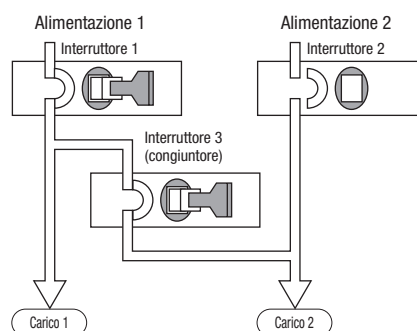 Alimentazione 1
Alimentazione 2
Interruttore 1
Interruttore 2
Interruttore 3
(congiuntore)
Carico 1
Carico 2